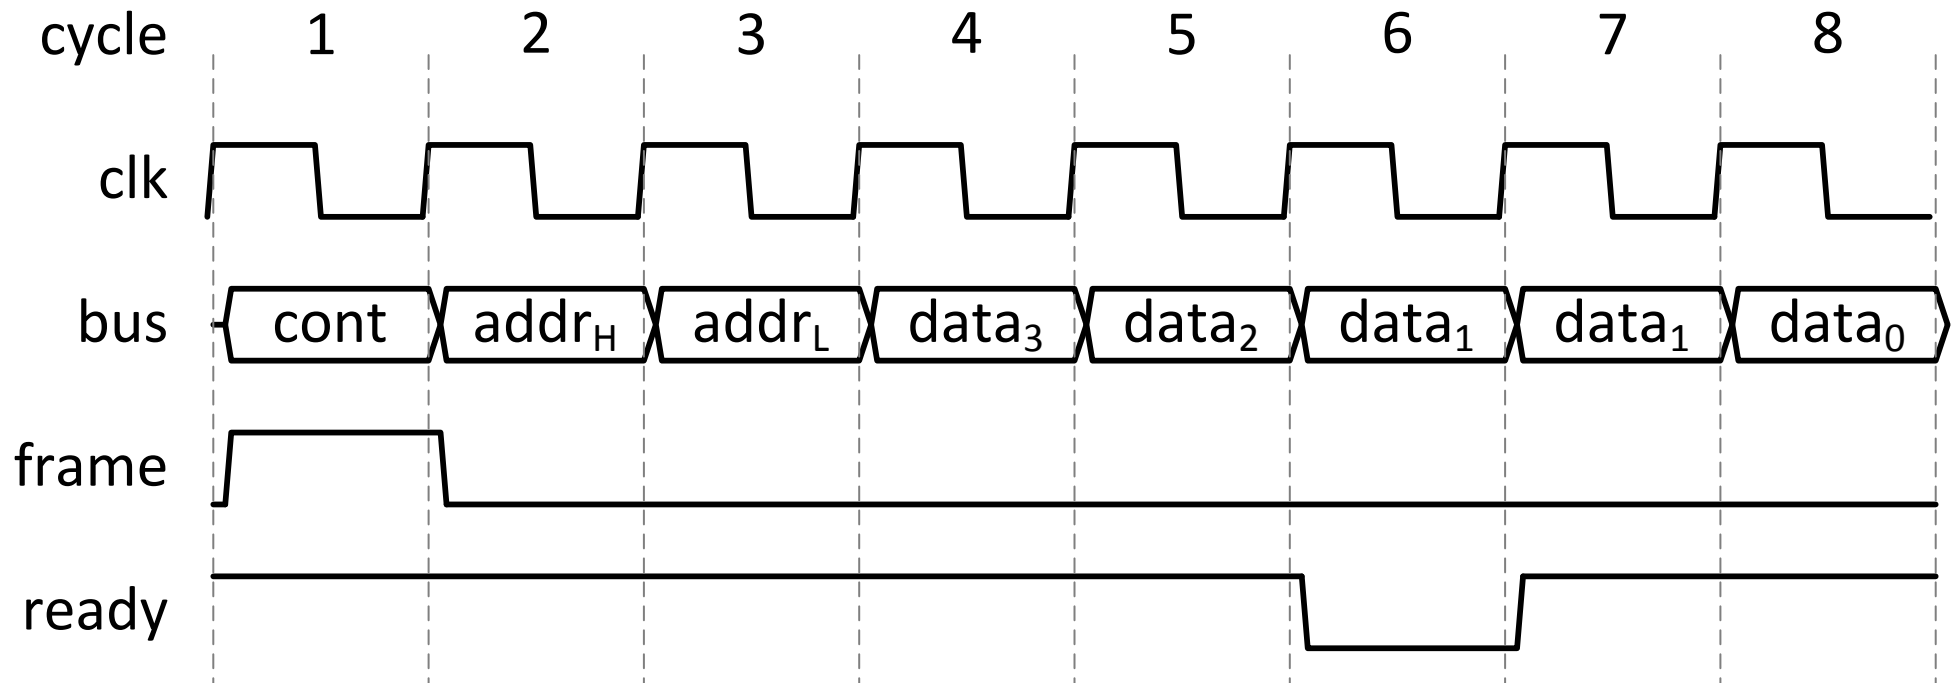 cycle 1 2 3 4 5 6 7 8
clk
bus cont addrH addrL data3 data2 data1 data1 data0
frame
ready